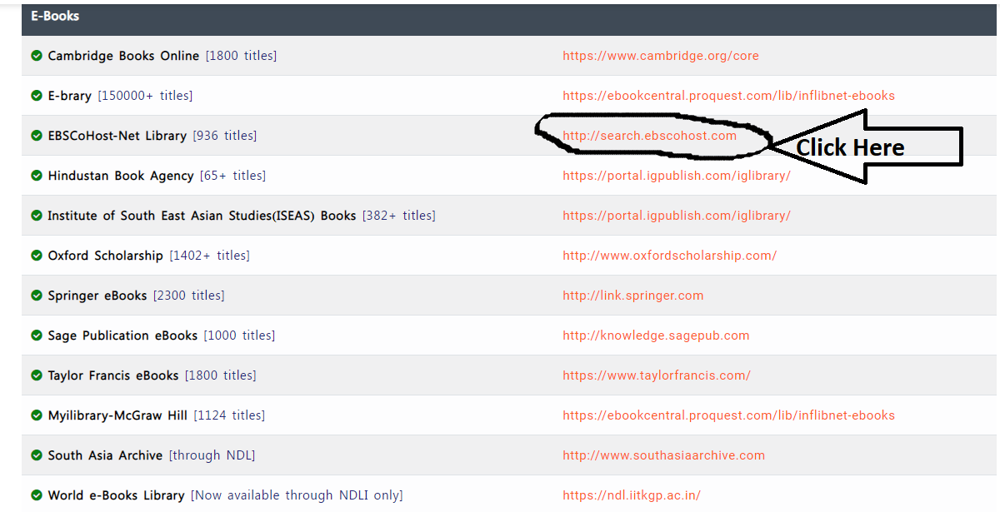 E-Books
Cambridge Books Online [1800 titles] https://www.cambridge.org/core
E-brary [150000+ titles] https://ebookcentral.proquest.com/lib/inflibnet-ebooks
EBSCoHost-Net Library [936 titles] http://search.ebscohost.com Click Here
Hindustan Book Agency [65+ titles] https://portal.igpublish.com/iglibrary/
Institute of South East Asian Studies(ISEAS) Books [382+ titles] https://portal.igpublish.com/iglibrary/
Oxford Scholarship [1402+ titles] http://www.oxfordscholarship.com/
Springer eBooks [2300 titles] http://link.springer.com
Sage Publication eBooks [1000 titles] http://knowledge.sagepub.com
Taylor Francis eBooks [1800 titles] https://www.taylorfrancis.com/
Myilibrary-McGraw Hill [1124 titles] https://ebookcentral.proquest.com/lib/inflibnet-ebooks
South Asia Archive [through NDL] http://www.southasiaarchive.com
World e-Books Library [Now available through NDLI only] https://ndl.iitkgp.ac.in/